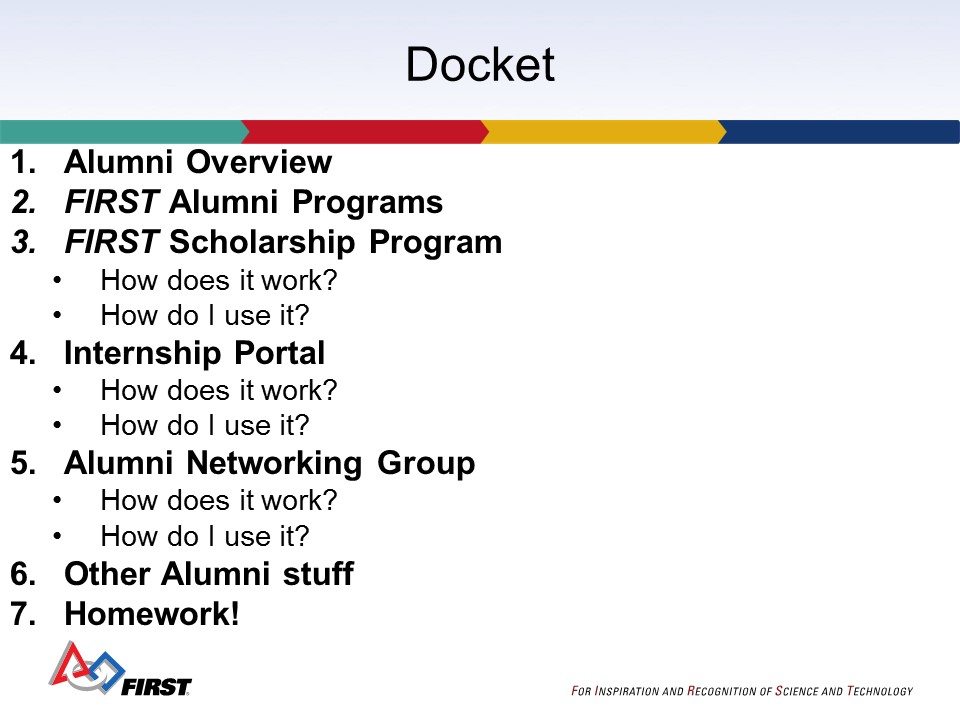 Docket
1. Alumni Overview
2. FIRST Alumni Programs
3. FIRST Scholarship Program
• How does it work?
• How do I use it?
4. Internship Portal
• How does it work?
• How do I use it?
5. Alumni Networking Group
• How does it work?
• How do I use it?
6. Other Alumni stuff
7. Homework!
FIRST
FOR INSPIRATION AND RECOGNITION OF SCIENCE AND TECHNOLOGY